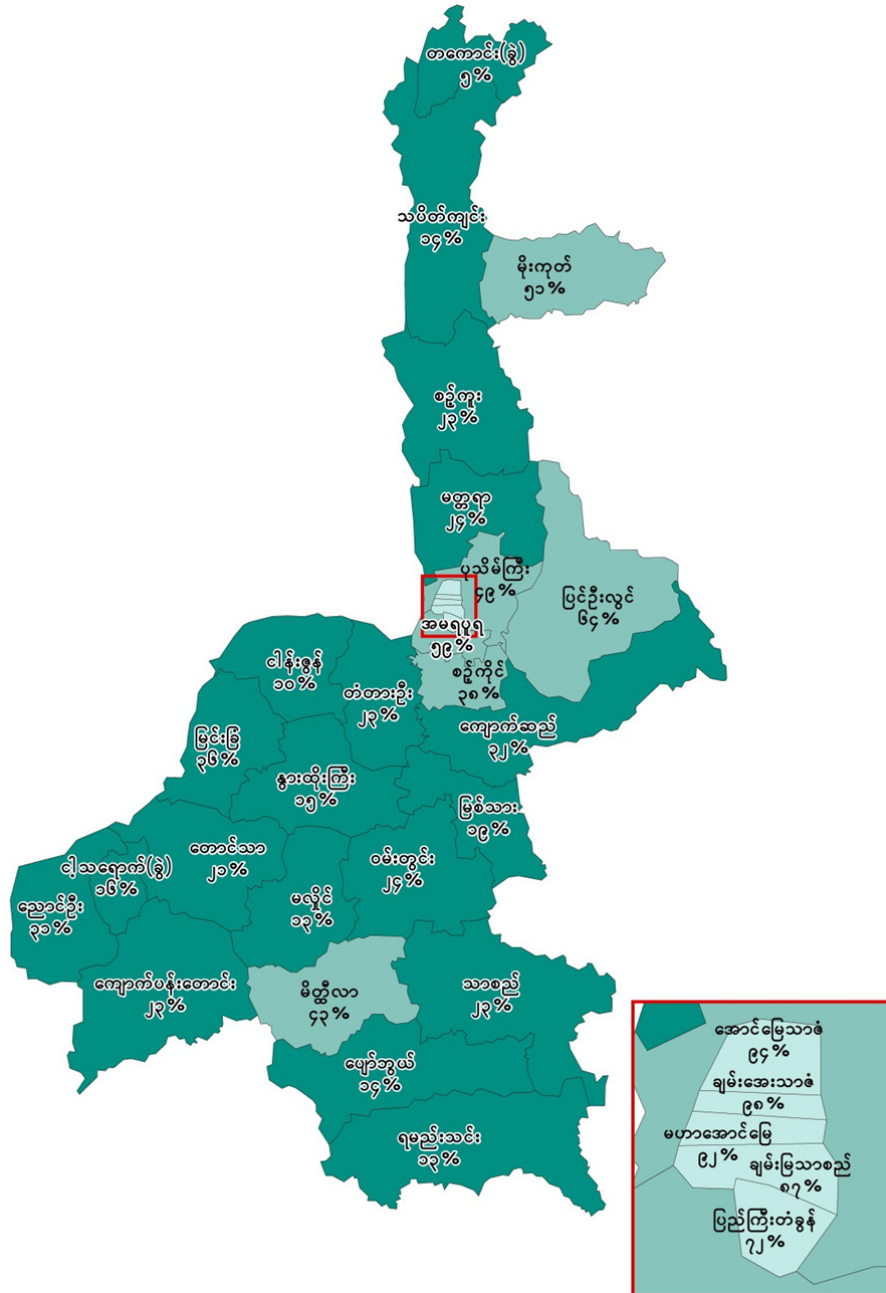 တကောင်း(ခွဲ)
၅%
သပိတ်ကျင်း
၁၄%
မိုးကုတ်
၅၁%
စဉ့်ကူး
၂၃%
မတ္တရာ
၂၄%
ပုသိမ်ကြီး
၄၉%
ပြင်ဦးလွင်
၆၄%
အမရပူရ
၅၉%
ငါန်းဇွန်
၁၀%
တံတားဦး
၂၃%
စဉ့်ကိုင်
၃၈%
ကျောက်ဆည်
၃၂%
မြင်းခြံ
၃၆%
နွားထိုးကြီး
၁၅%
မြစ်သား
၁၉%
တောင်သာ
၂၁%
ဝမ်းတွင်း
၂၄%
ငါ့သရောက်(ခွဲ)
၁၆%
ညောင်ဦး
၃၁%
မလှိုင်
၁၃%
ကျောက်ပန်းတောင်း
၂၃%
မိတ္ထီလာ
၄၃%
သာစည်
၂၃%
ပျော်ဘွယ်
၁၄%
ရမည်းသင်း
၁၃%
အောင်မြေသာဇံ
၉၄%
ချမ်းအေးသာဇံ
၉၈%
မဟာအောင်မြေ
၉၂%
ချမ်းမြသာစည်
၈၇%
ပြည်ကြီးတံခွန်
၇၂%